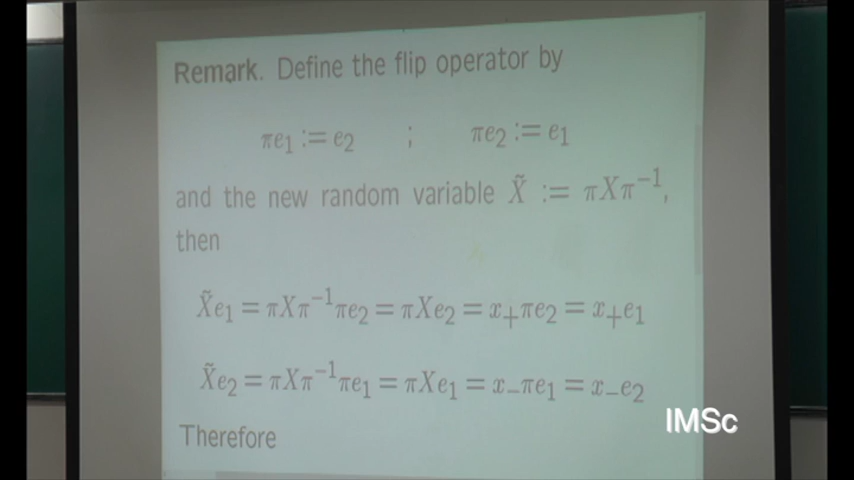 Remark. Define the flip operator by
πe₁ := e₂ ; πe₂ := e₁
and the new random variable X̃ := πXπ⁻¹,
then
X̃e₁ = πXπ⁻¹πe₂ = πXe₂ = x₊πe₂ = x₊e₁
X̃e₂ = πXπ⁻¹πe₁ = πXe₁ = x₋πe₁ = x₋e₂
Therefore
IMSc